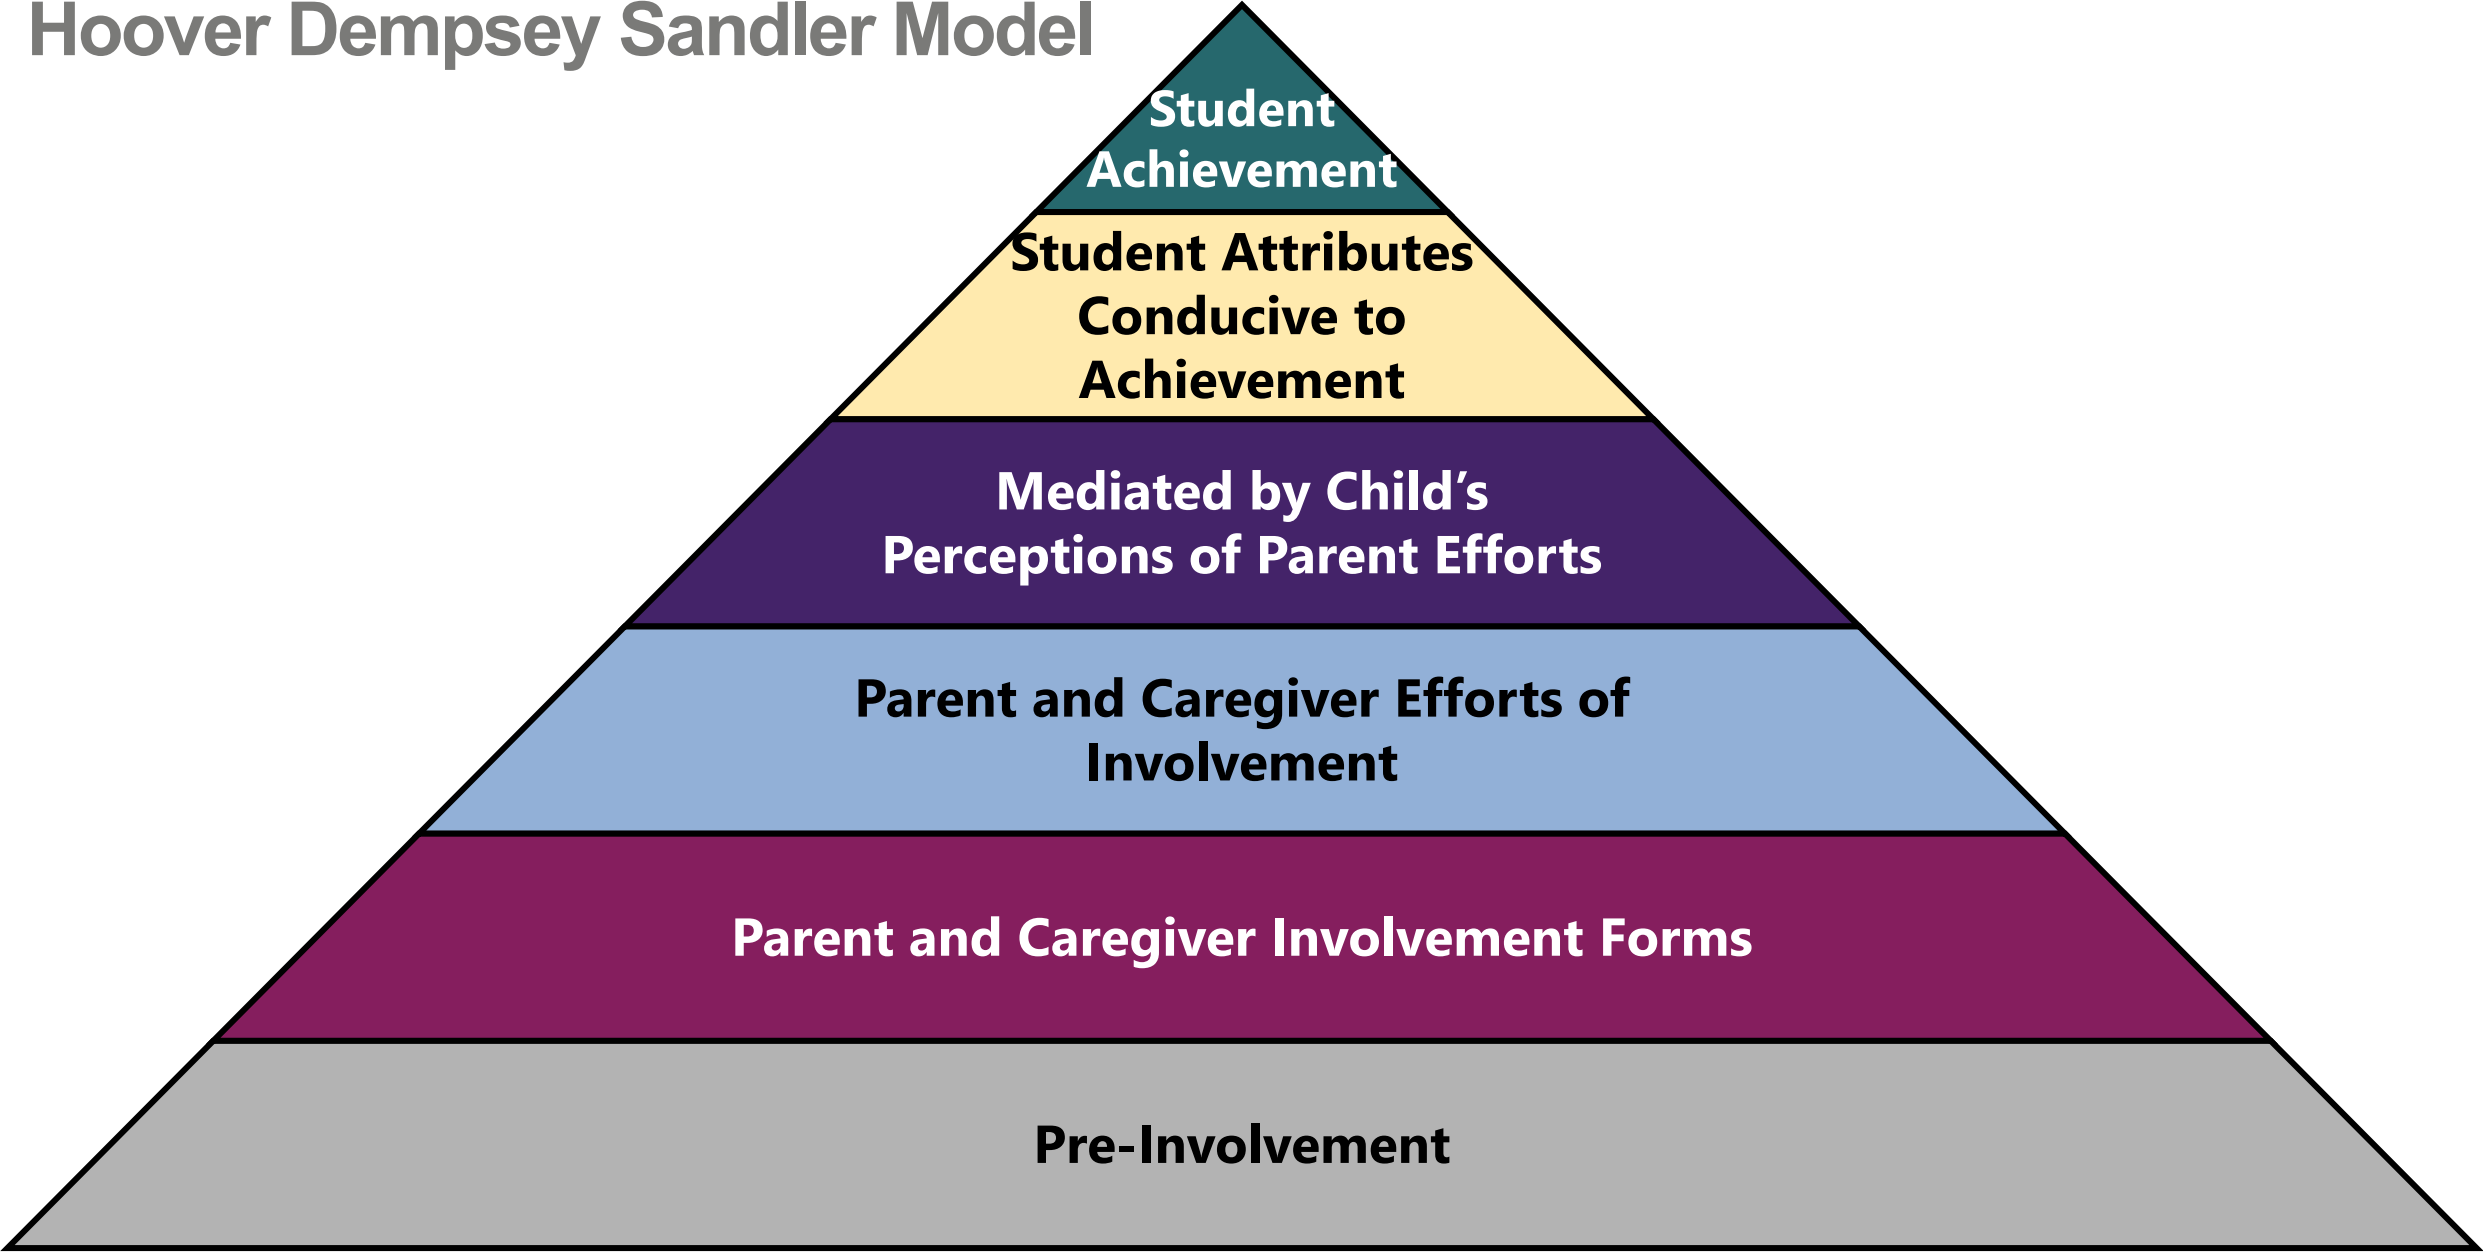 Hoover Dempsey Sandler Model
Student
Achievement
Student Attributes
Conducive to
Achievement
Mediated by Child’s
Perceptions of Parent Efforts
Parent and Caregiver Efforts of
Involvement
Parent and Caregiver Involvement Forms
Pre-Involvement